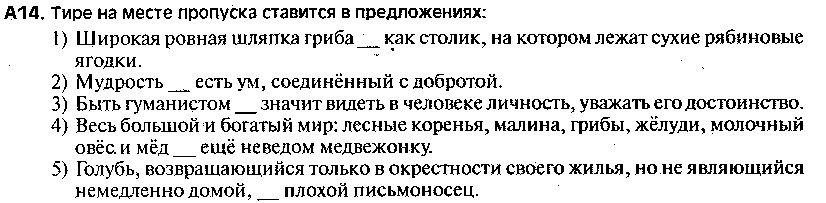 А14. Тире на месте пропуска ставится в предложениях:
1) Широкая ровная шляпка гриба __ как столик, на котором лежат сухие рябиновые
ягодки.
2) Мудрость __ есть ум, соединённый с добротой.
3) Быть гуманистом __ значит видеть в человеке личность, уважать его достоинство.
4) Весь большой и богатый мир: лесные коренья, малина, грибы, жёлуди, молочный
овёс и мёд __ ещё неведом медвежонку.
5) Голубь, возвращающийся только в окрестности своего жилья, но не являющийся
немедленно домой, __ плохой письмоносец.